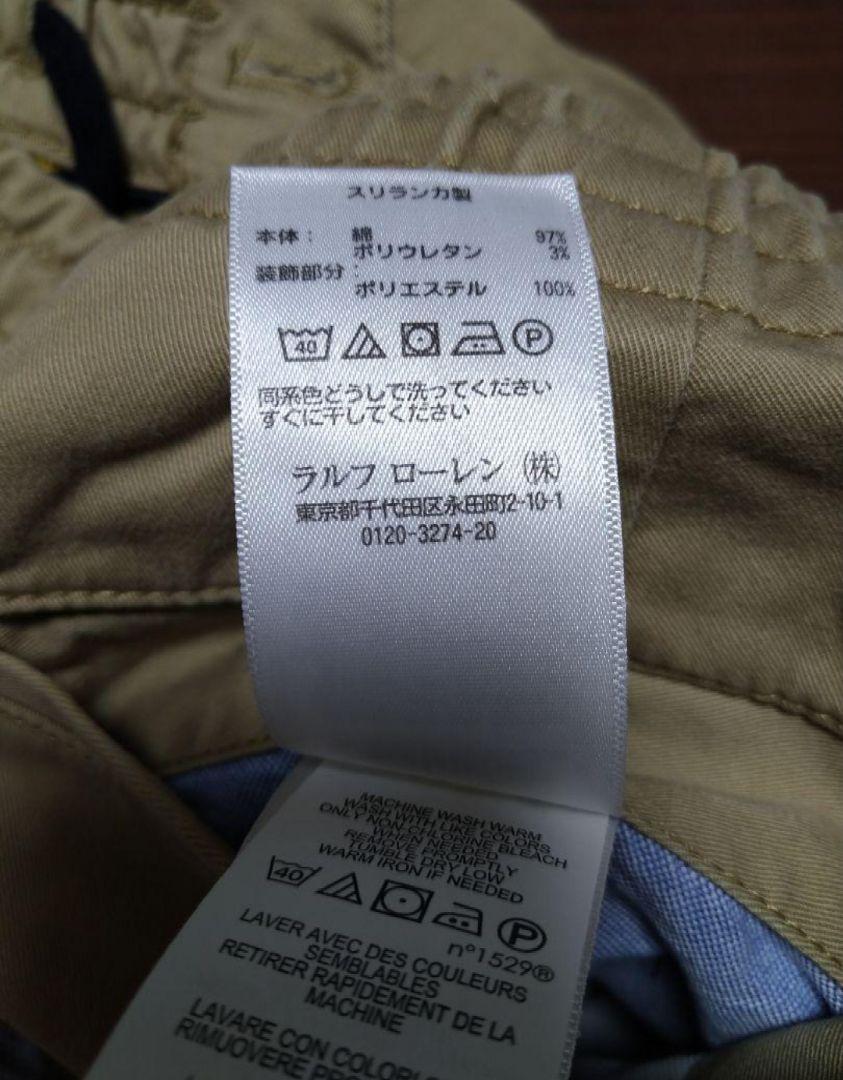 スリランカ製
本体： 綿 97%
ポリウレタン 3%
装飾部分：
ポリエステル 100%
40 P
同系色どうしで洗ってください
すぐに干してください
ラルフ ローレン（株）
東京都千代田区永田町2-10-1
0120-3274-20
MACHINE WASH WARM
WASH WITH LIKE COLORS
ONLY NON-CHLORINE BLEACH
WHEN NEEDED
REMOVE PROMPTLY
TUMBLE DRY LOW
WARM IRON IF NEEDED
40 P
n°1529®
LAVER AVEC DES COULEURS
SEMBLABLES
RETIRER RAPIDEMENT DE LA
MACHINE
LAVARE CON COLORI
RIMUOVERE